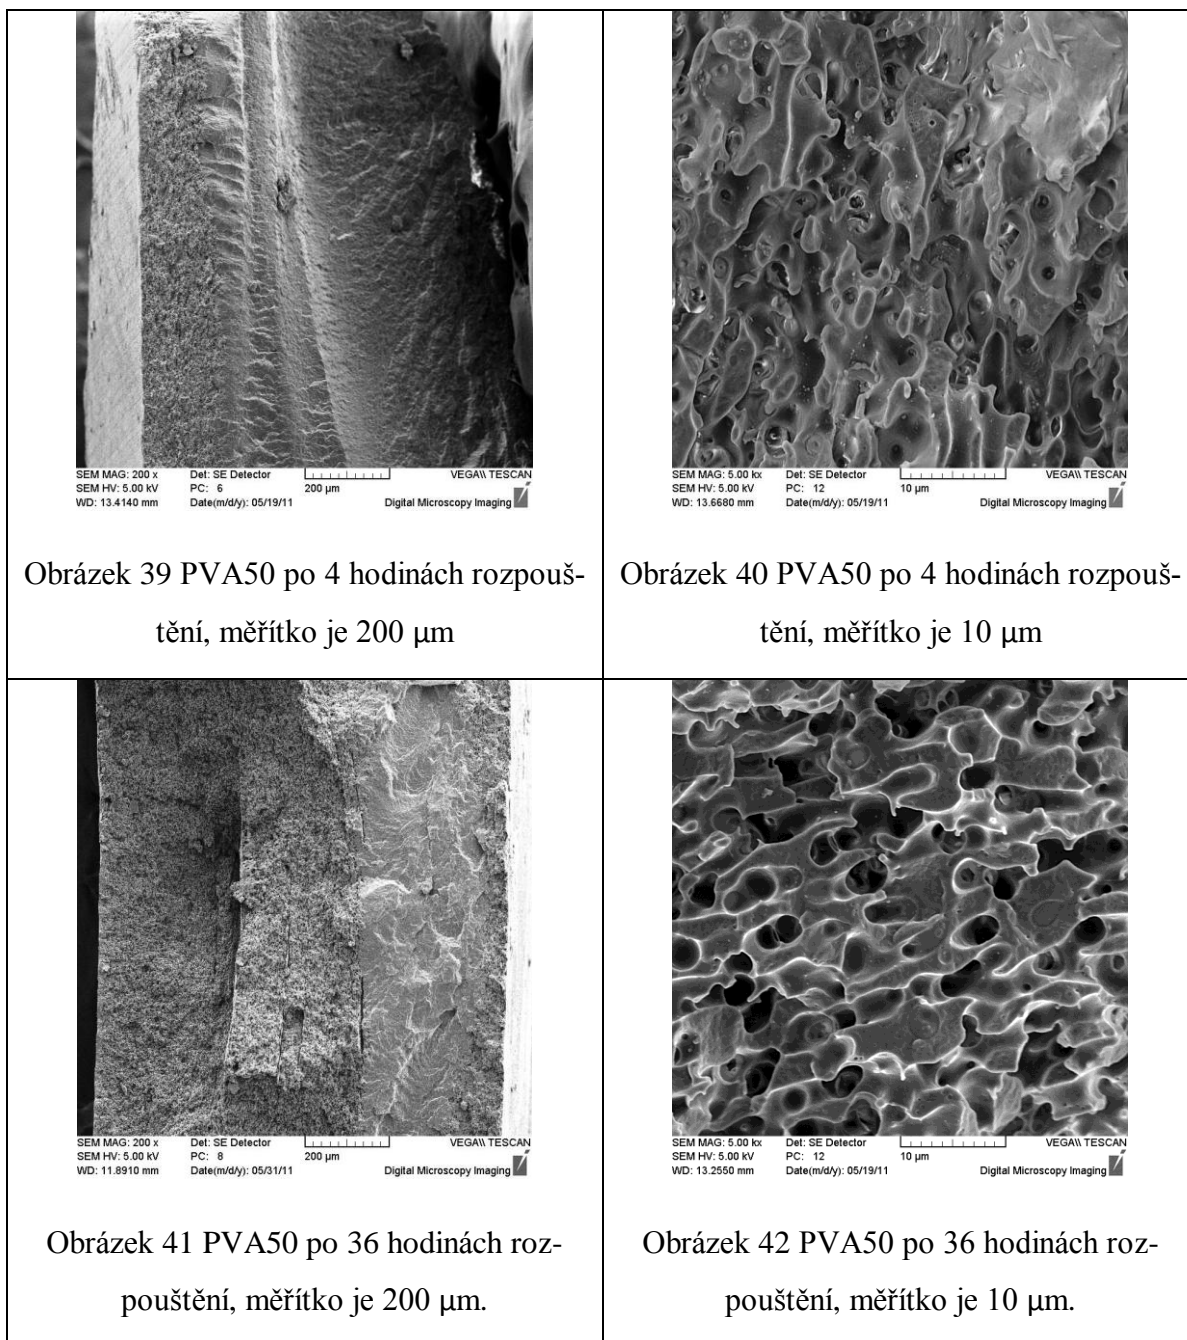 SEM MAG: 200 x Det: SE Detector VEGA\\ TESCAN
SEM HV: 5.00 kV PC: 6 200 µm
WD: 13.4140 mm Date(m/d/y): 05/19/11 Digital Microscopy Imaging
Obrázek 39 PVA50 po 4 hodinách rozpouš-
tění, měřítko je 200 µm
SEM MAG: 5.00 kx Det: SE Detector VEGA\\ TESCAN
SEM HV: 5.00 kV PC: 12 10 µm
WD: 13.6680 mm Date(m/d/y): 05/19/11 Digital Microscopy Imaging
Obrázek 40 PVA50 po 4 hodinách rozpouš-
tění, měřítko je 10 µm
SEM MAG: 200 x Det: SE Detector VEGA\\ TESCAN
SEM HV: 5.00 kV PC: 8 200 µm
WD: 11.8910 mm Date(m/d/y): 05/31/11 Digital Microscopy Imaging
Obrázek 41 PVA50 po 36 hodinách roz-
pouštění, měřítko je 200 µm.
SEM MAG: 5.00 kx Det: SE Detector VEGA\\ TESCAN
SEM HV: 5.00 kV PC: 12 10 µm
WD: 13.2550 mm Date(m/d/y): 05/19/11 Digital Microscopy Imaging
Obrázek 42 PVA50 po 36 hodinách roz-
pouštění, měřítko je 10 µm.